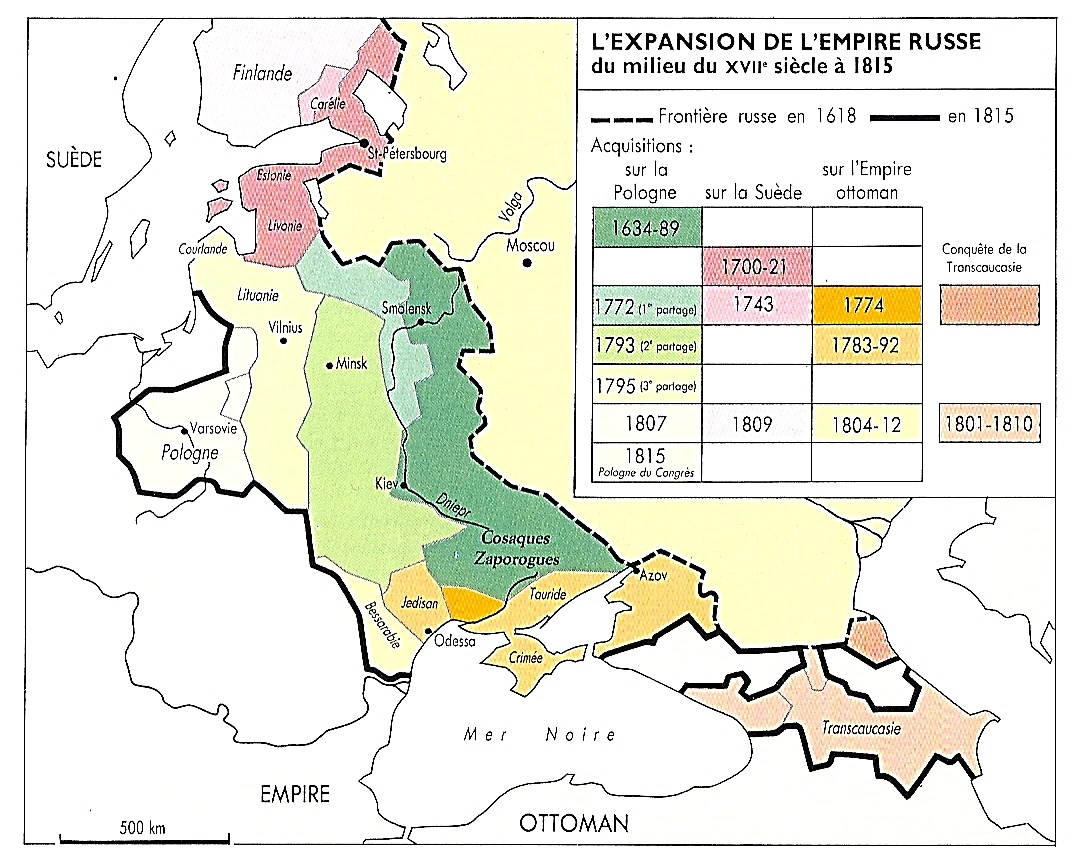 L'EXPANSION DE L'EMPIRE RUSSE
du milieu du XVIIe siècle à 1815
Frontière russe en 1618
en 1815
Acquisitions :
sur la
Pologne
sur la Suède
sur l'Empire
ottoman
1634-89
1700-21
1772 (1re partage)
1743
1774
1793 (2e partage)
1783-92
1795 (3e partage)
1807
1809
1804-12
1815
Pologne du Congrès
Conquête de la
Transcaucasie
1801-1810
Finlande
Carélie
SUÈDE
St-Pétersbourg
Estonie
Livonie
Volga
Moscou
Courlande
Lituanie
Smolensk
Vilnius
Minsk
Varsovie
Pologne
Kiev
Dniepr
Cosaques
Zaporogues
Azov
Tauride
Jedisan
Bessarabie
Odessa
Crimée
Mer Noire
Transcaucasie
EMPIRE
OTTOMAN
500 km